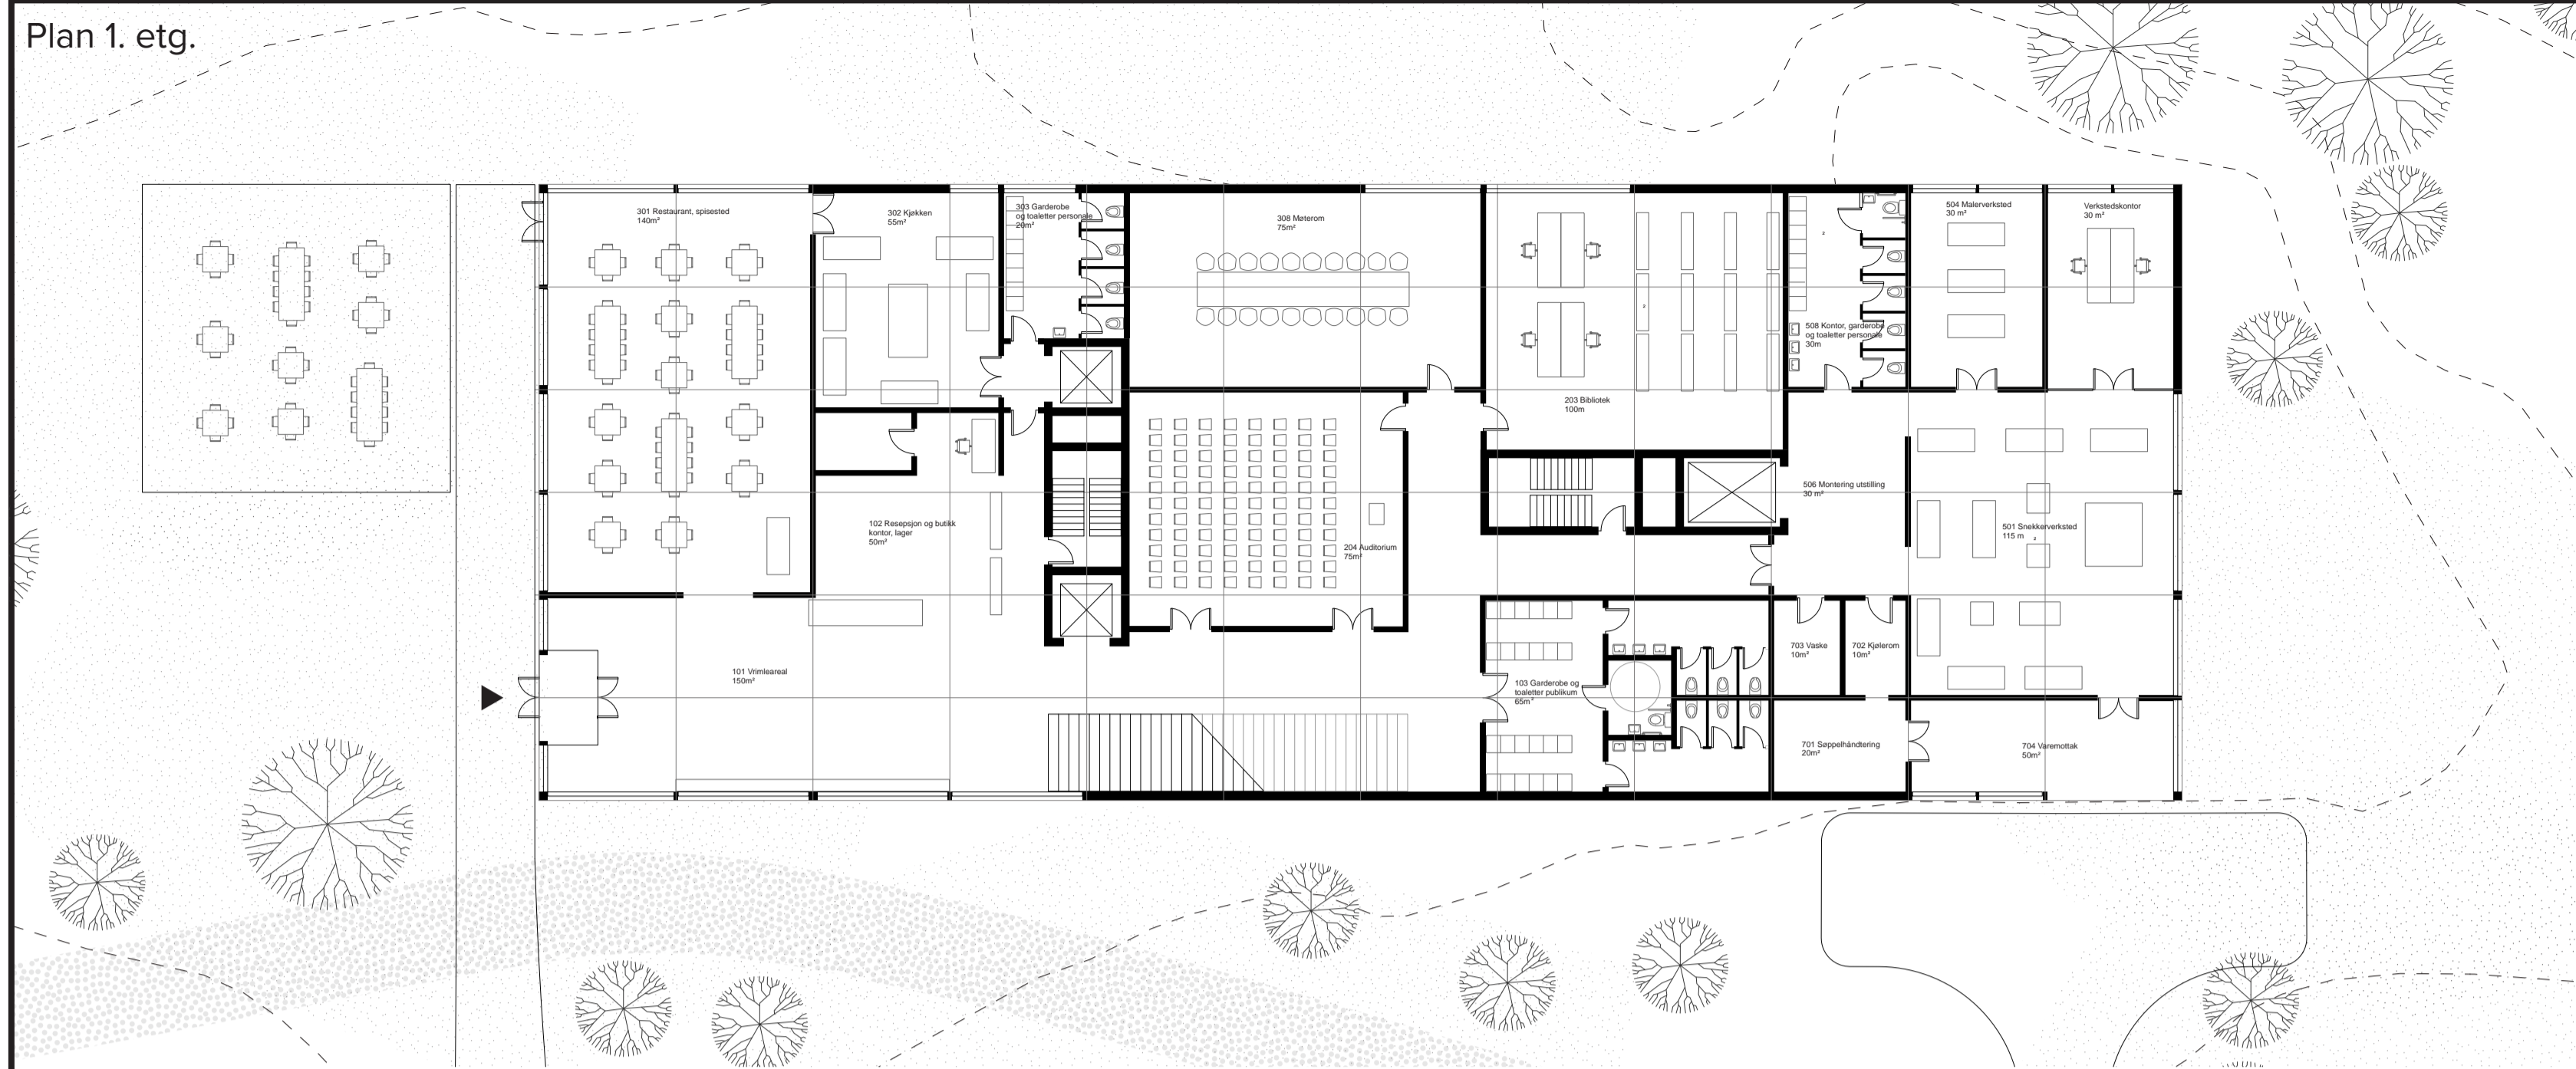 Plan 1. etg.
301 Restaurant, spisested
140m²
302 Kjøkken
55m²
303 Garderobe
og toaletter personale
20m²
308 Møterom
75m²
203 Bibliotek
100m
2
508 Kontor, garderobe
og toaletter personale
30m
2
504 Malerverksted
30 m²
Verkstedskontor
30 m²
102 Resepsjon og butikk
kontor, lager
50m²
204 Auditorium
75m²
506 Montering utstilling
30 m²
501 Snekkerverksted
115 m
2
101 Vrimleareal
150m²
103 Garderobe og
toaletter publikum
65m²
703 Vaske
10m²
702 Kjølerom
10m²
701 Søppelhåndtering
20m²
704 Varemottak
50m²